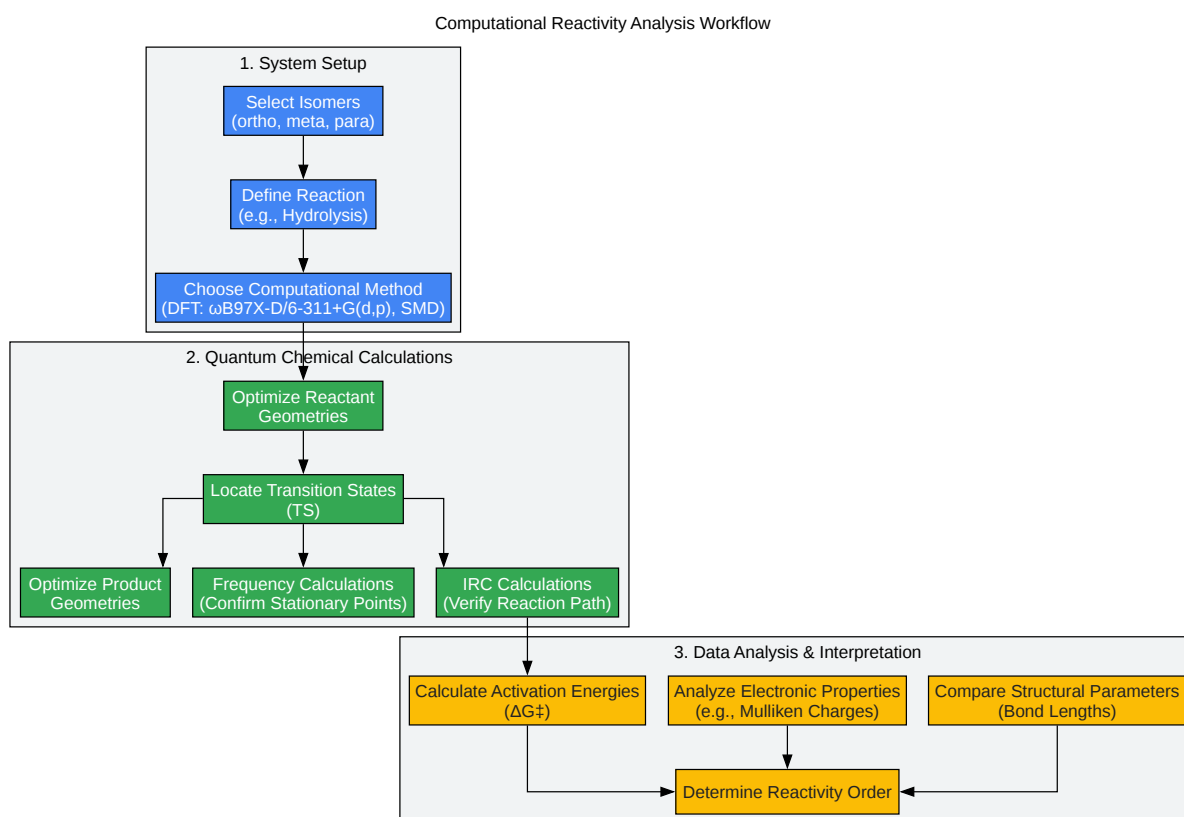 Computational Reactivity Analysis Workflow
1. System Setup
Select Isomers
(ortho, meta, para)
Define Reaction
(e.g., Hydrolysis)
Choose Computational Method
(DFT: ωB97X-D/6-311+G(d,p), SMD)
2. Quantum Chemical Calculations
Optimize Reactant
Geometries
Locate Transition States
(TS)
Optimize Product
Geometries
Frequency Calculations
(Confirm Stationary Points)
IRC Calculations
(Verify Reaction Path)
3. Data Analysis & Interpretation
Calculate Activation Energies
(ΔG‡)
Analyze Electronic Properties
(e.g., Mulliken Charges)
Compare Structural Parameters
(Bond Lengths)
Determine Reactivity Order